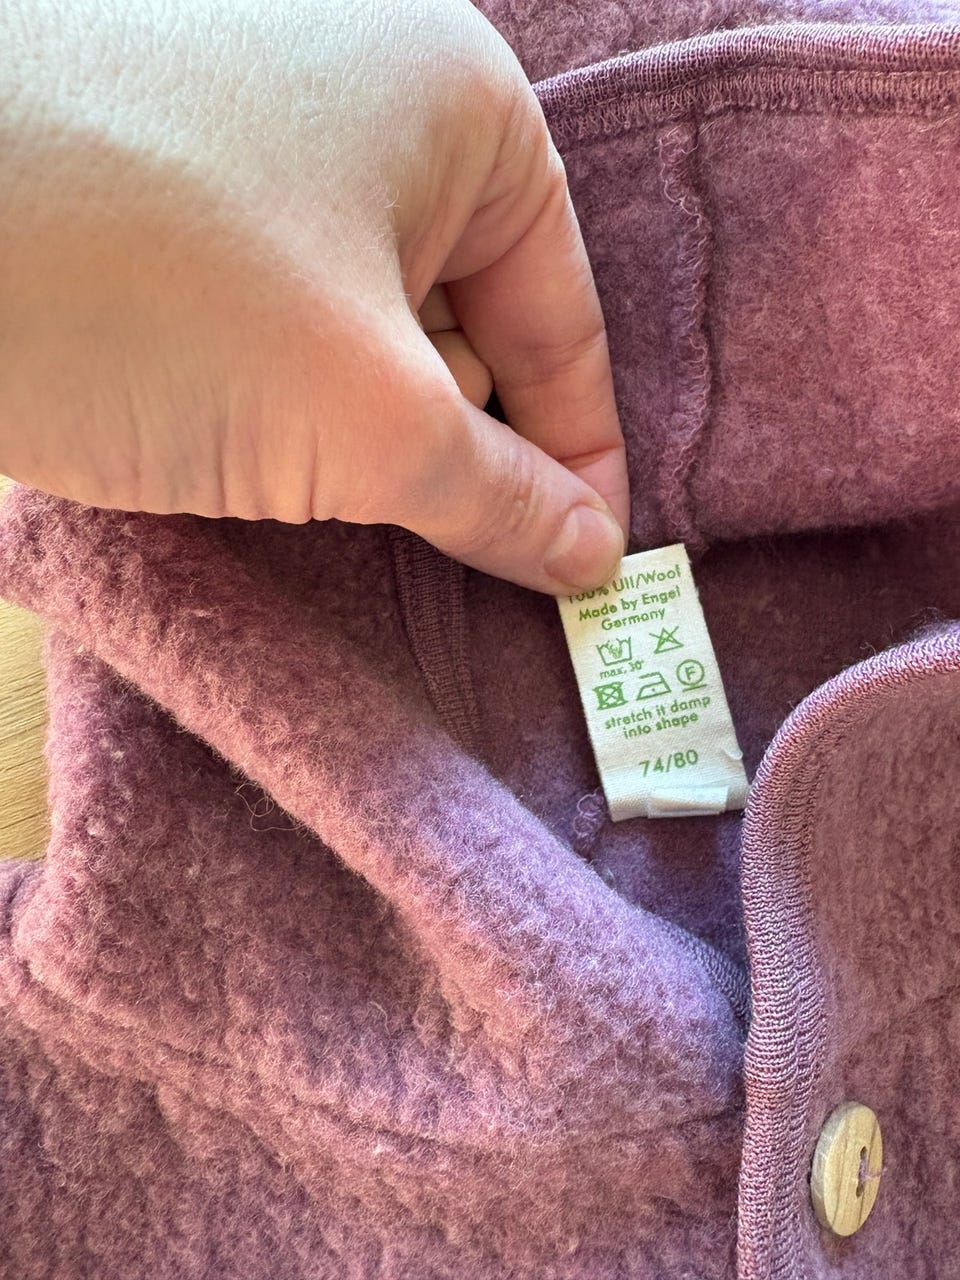 100% Ull/Wool
Made by Engel
Germany
max. 30°
F
stretch it damp
into shape
74/80